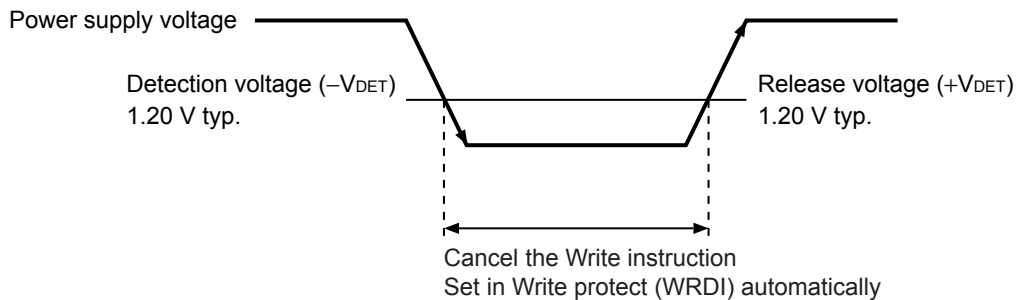 Power supply voltage
Detection voltage (−VDET)
1.20 V typ.
Release voltage (+VDET)
1.20 V typ.
Cancel the Write instruction
Set in Write protect (WRDI) automatically